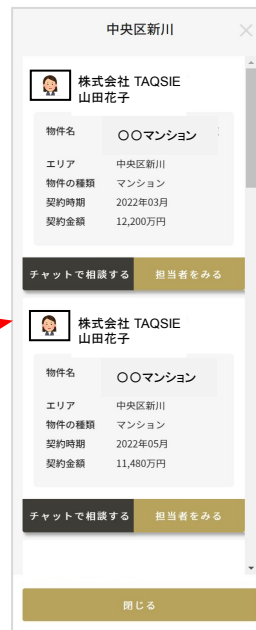 中央区新川
株式会社 TAQSIE
山田花子
物件名 〇〇マンション
エリア 中央区新川
物件の種類 マンション
契約時期 2022年03月
契約金額 12,200万円
チャットで相談する 担当者をみる
株式会社 TAQSIE
山田花子
物件名 〇〇マンション
エリア 中央区新川
物件の種類 マンション
契約時期 2022年05月
契約金額 11,480万円
チャットで相談する 担当者をみる
閉じる